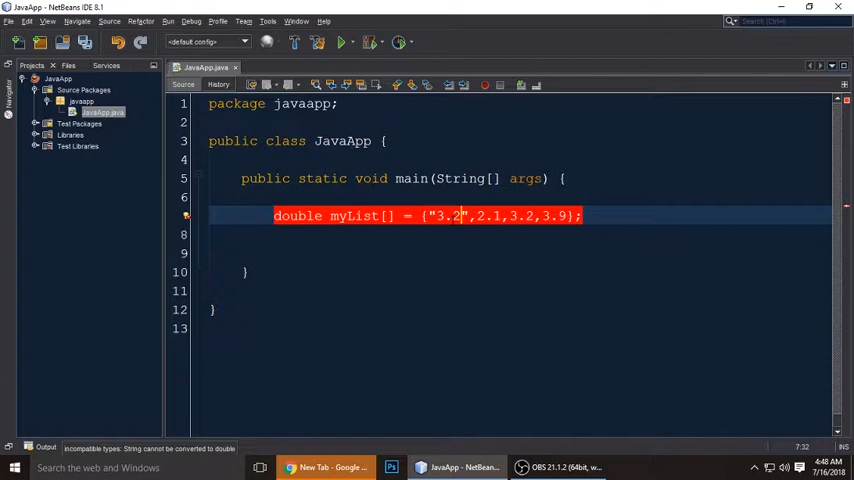 JavaApp - NetBeans IDE 8.1
File Edit View Navigate Source Refactor Run Debug Profile Team Tools Window Help
Search (Ctrl+I)
<default config>
Projects Files Services
JavaApp.java
Navigator
JavaApp
Source Packages
javaapp
JavaApp.java
Test Packages
Libraries
Test Libraries
Source History
1 package javaapp;
2
3 public class JavaApp {
4
5 public static void main(String[] args) {
6
double myList[] = {"3.2",2.1,3.2,3.9};
8
9
10 }
11
12 }
13
Output
incompatible types: String cannot be converted to double
7:32 INS
Search the web and Windows
New Tab - Google ...
Ps
JavaApp - NetBean...
OBS 21.1.2 (64bit, w...
4:48 AM
7/16/2018